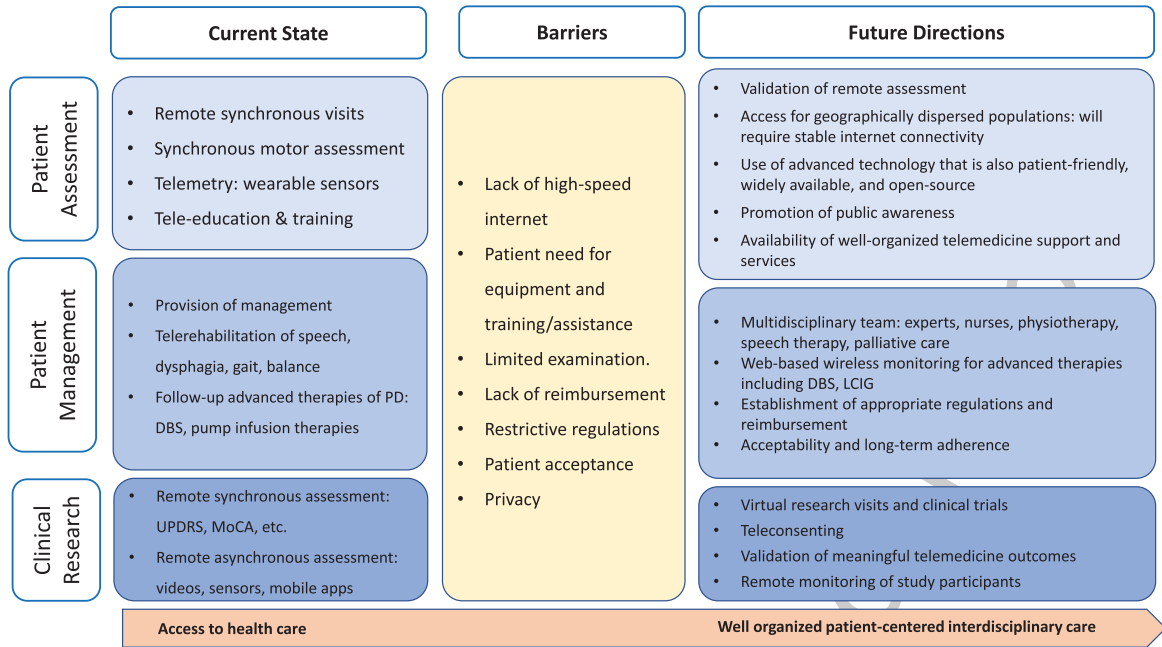 Current State
Barriers
Future Directions
Patient
Assessment
• Remote synchronous visits
• Synchronous motor assessment
• Telemetry: wearable sensors
• Tele-education & training
Patient
Management
• Provision of management
• Telerehabilitation of speech,
dysphagia, gait, balance
• Follow-up advanced therapies of PD:
DBS, pump infusion therapies
Clinical
Research
• Remote synchronous assessment:
UPDRS, MoCA, etc.
• Remote asynchronous assessment:
videos, sensors, mobile apps
• Lack of high-speed
internet
• Patient need for
equipment and
training/assistance
• Limited examination.
• Lack of reimbursement
• Restrictive regulations
• Patient acceptance
• Privacy
• Validation of remote assessment
• Access for geographically dispersed populations: will
require stable internet connectivity
• Use of advanced technology that is also patient-friendly,
widely available, and open-source
• Promotion of public awareness
• Availability of well-organized telemedicine support and
services
• Multidisciplinary team: experts, nurses, physiotherapy,
speech therapy, palliative care
• Web-based wireless monitoring for advanced therapies
including DBS, LCIG
• Establishment of appropriate regulations and
reimbursement
• Acceptability and long-term adherence
• Virtual research visits and clinical trials
• Teleconsenting
• Validation of meaningful telemedicine outcomes
• Remote monitoring of study participants
Access to health care
Well organized patient-centered interdisciplinary care